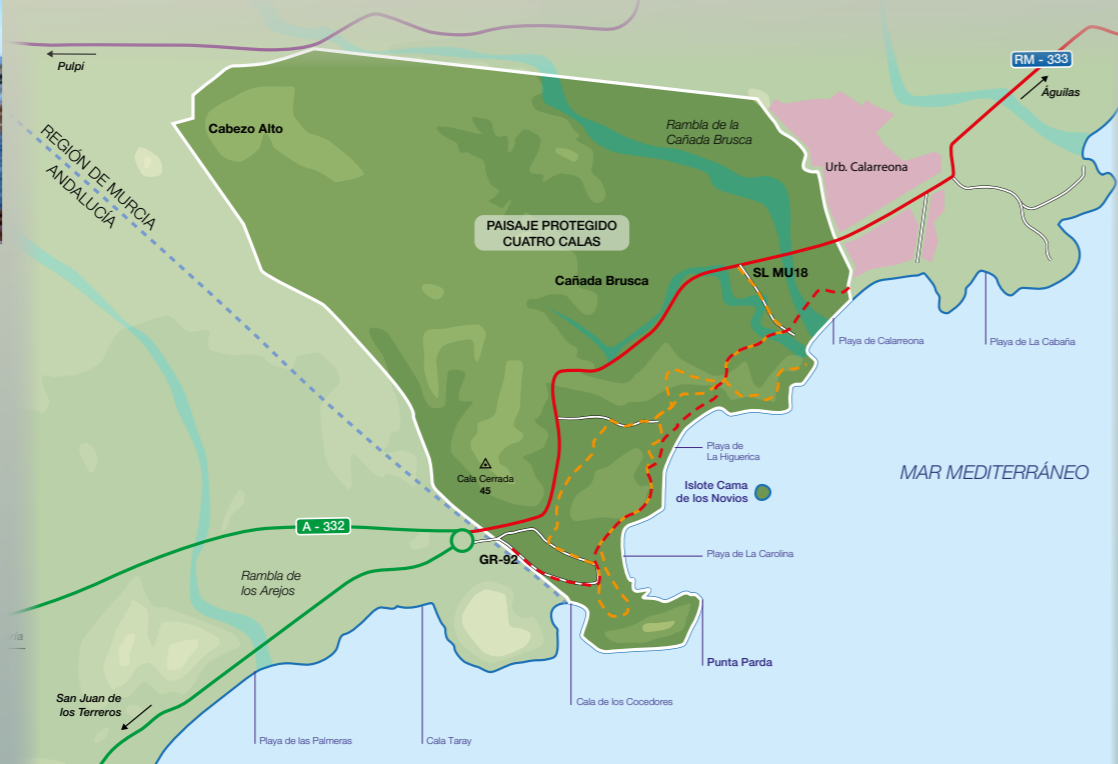 RM - 333
Pulpí
Águilas
Cabezo Alto
Rambla de la
Cañada Brusca
REGIÓN DE MURCIA
ANDALUCÍA
Urb. Calarreona
PAISAJE PROTEGIDO
CUATRO CALAS
Cañada Brusca
SL MU18
Playa de Calarreona
Playa de La Cabaña
Playa de
La Higuerica
MAR MEDITERRÁNEO
Cala Cerrada
45
Islote Cama
de los Novios
A - 332
Playa de La Carolina
GR-92
Rambla de
los Arejos
Punta Parda
San Juan de
los Terreros
Cala de los Cocedores
Playa de las Palmeras
Cala Taray